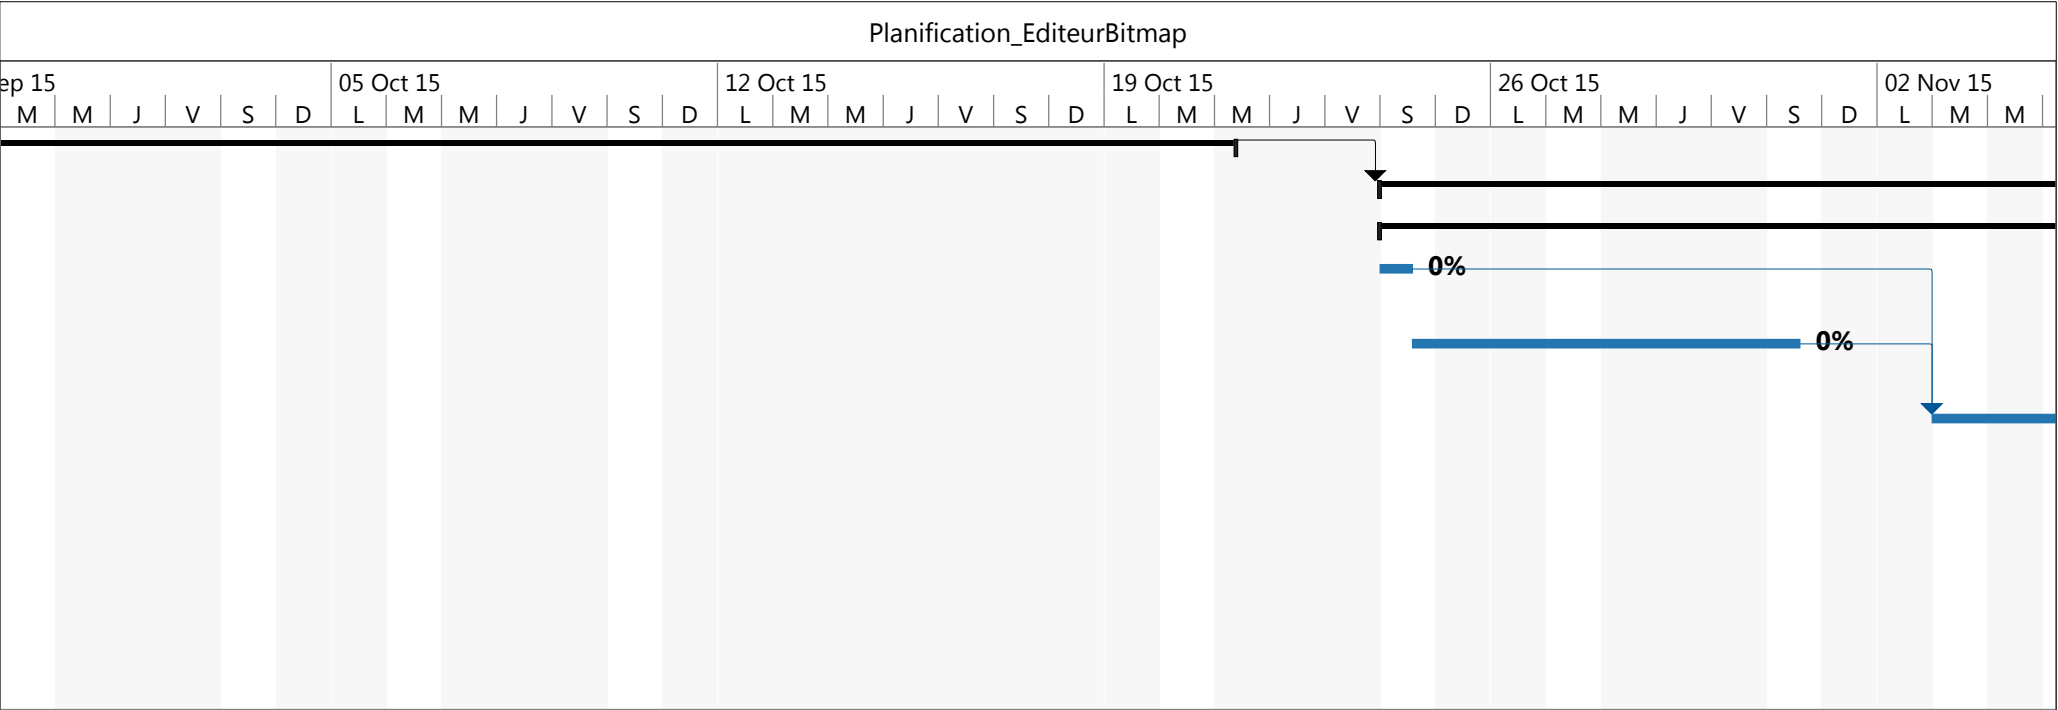 Planification_EditeurBitmap
ep 15 05 Oct 15 12 Oct 15 19 Oct 15 26 Oct 15 02 Nov 15
M M J V S D L M M J V S D L M M J V S D L M M J V S D L M M J V S D L M M
0%
0%